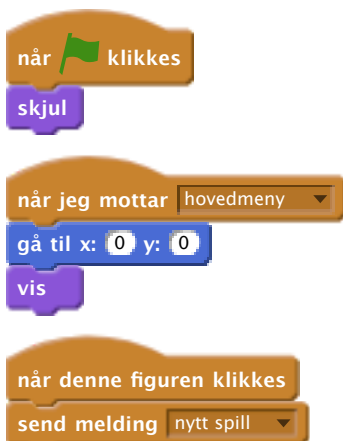 når klikkes
skjul
når jeg mottar hovedmeny
gå til x: 0 y: 0
vis
når denne figuren klikkes
send melding nytt spill